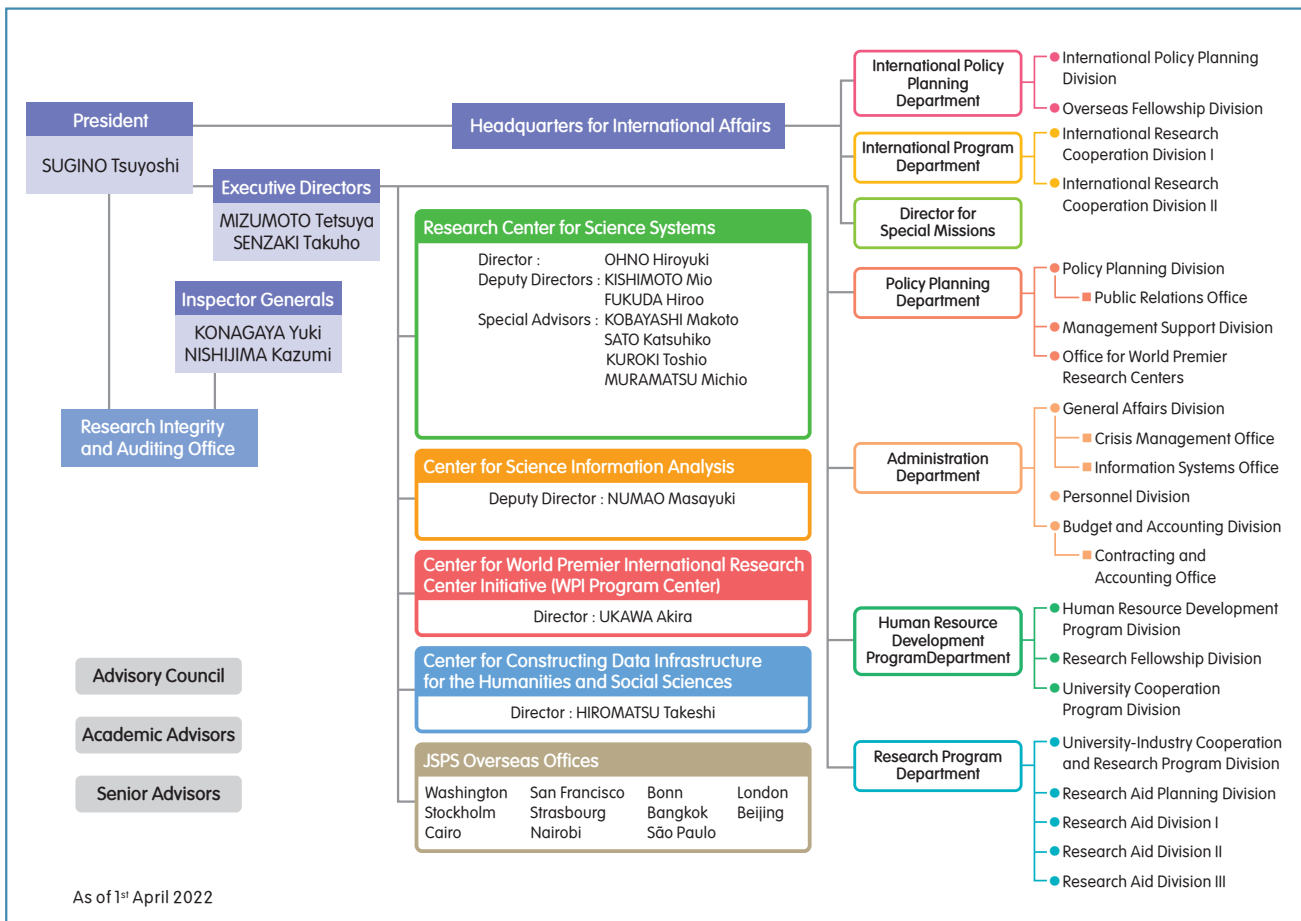 President
SUGINO Tsuyoshi
Headquarters for International Affairs
Executive Directors
MIZUMOTO Tetsuya
SENZAKI Takuho
Inspector Generals
KONAGAYA Yuki
NISHIJIMA Kazumi
Research Integrity
and Auditing Office
Advisory Council
Academic Advisors
Senior Advisors
Research Center for Science Systems
Director : OHNO Hiroyuki
Deputy Directors : KISHIMOTO Mio
FUKUDA Hiroo
Special Advisors : KOBAYASHI Makoto
SATO Katsuhiko
KUROKI Toshio
MURAMATSU Michio
Center for Science Information Analysis
Deputy Director : NUMAO Masayuki
Center for World Premier International Research
Center Initiative (WPI Program Center)
Director : UKAWA Akira
Center for Constructing Data Infrastructure
for the Humanities and Social Sciences
Director : HIROMATSU Takeshi
JSPS Overseas Offices
Washington San Francisco Bonn London
Stockholm Strasbourg Bangkok Beijing
Cairo Nairobi São Paulo
International Policy
Planning
Department
International Policy Planning
Division
Overseas Fellowship Division
International Program
Department
International Research
Cooperation Division I
International Research
Cooperation Division II
Director for
Special Missions
Policy Planning
Department
Policy Planning Division
Public Relations Office
Management Support Division
Office for World Premier
Research Centers
Administration
Department
General Affairs Division
Crisis Management Office
Information Systems Office
Personnel Division
Budget and Accounting Division
Contracting and
Accounting Office
Human Resource
Development
ProgramDepartment
Human Resource Development
Program Division
Research Fellowship Division
University Cooperation
Program Division
Research Program
Department
University-Industry Cooperation
and Research Program Division
Research Aid Planning Division
Research Aid Division I
Research Aid Division II
Research Aid Division III
As of 1st April 2022